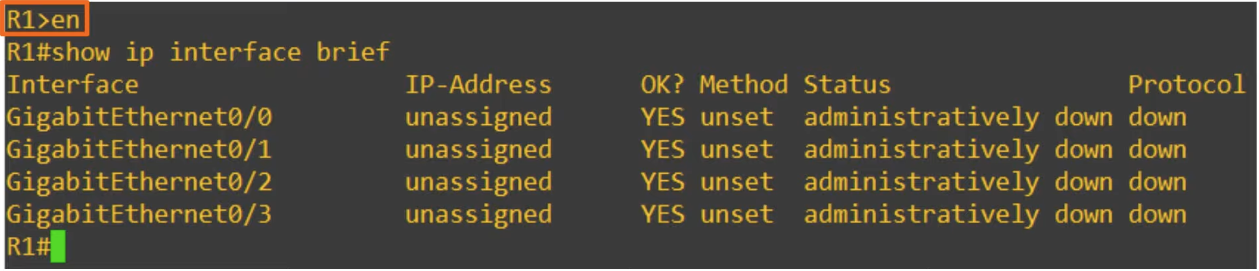 R1>en
R1#show ip interface brief
Interface                  IP-Address      OK? Method Status                Protocol
GigabitEthernet0/0         unassigned      YES unset  administratively down down
GigabitEthernet0/1         unassigned      YES unset  administratively down down
GigabitEthernet0/2         unassigned      YES unset  administratively down down
GigabitEthernet0/3         unassigned      YES unset  administratively down down
R1#